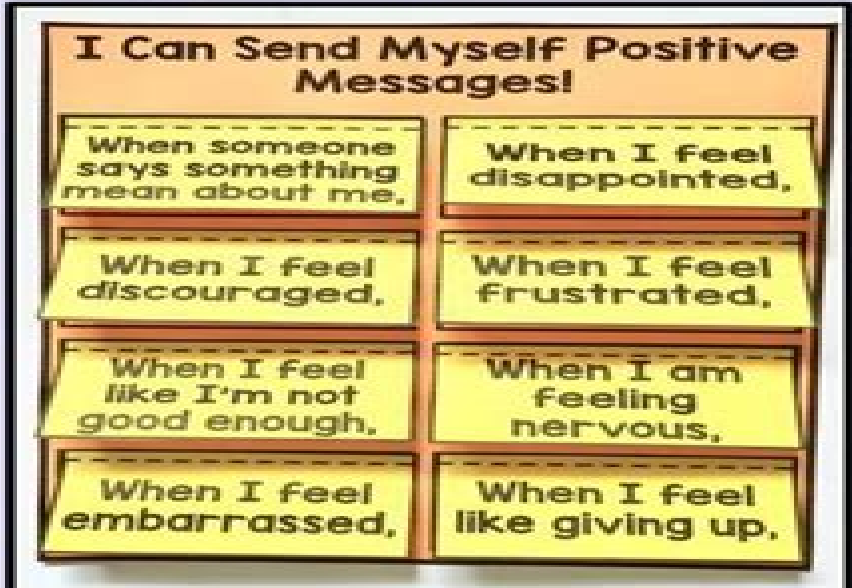 I Can Send Myself Positive
Messages!
When someone
says something
mean about me,
When I feel
disappointed,
When I feel
discouraged,
When I feel
frustrated,
When I feel
like I'm not
good enough,
When I am
feeling
nervous,
When I feel
embarrassed,
When I feel
like giving up,